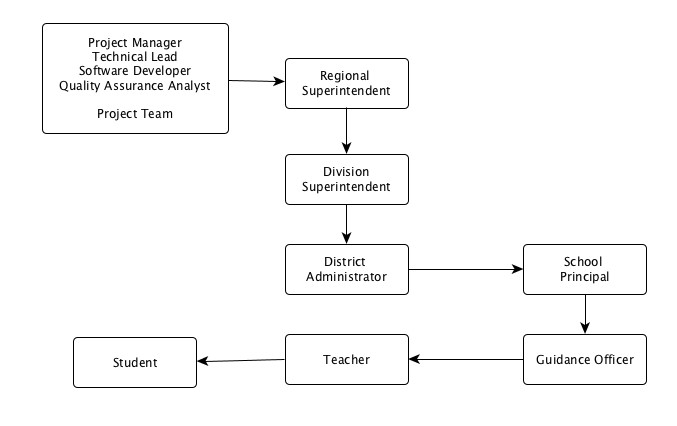 Project Manager
Technical Lead
Software Developer
Quality Assurance Analyst
Project Team
Regional
Superintendent
Division
Superintendent
District
Administrator
School
Principal
Guidance Officer
Teacher
Student